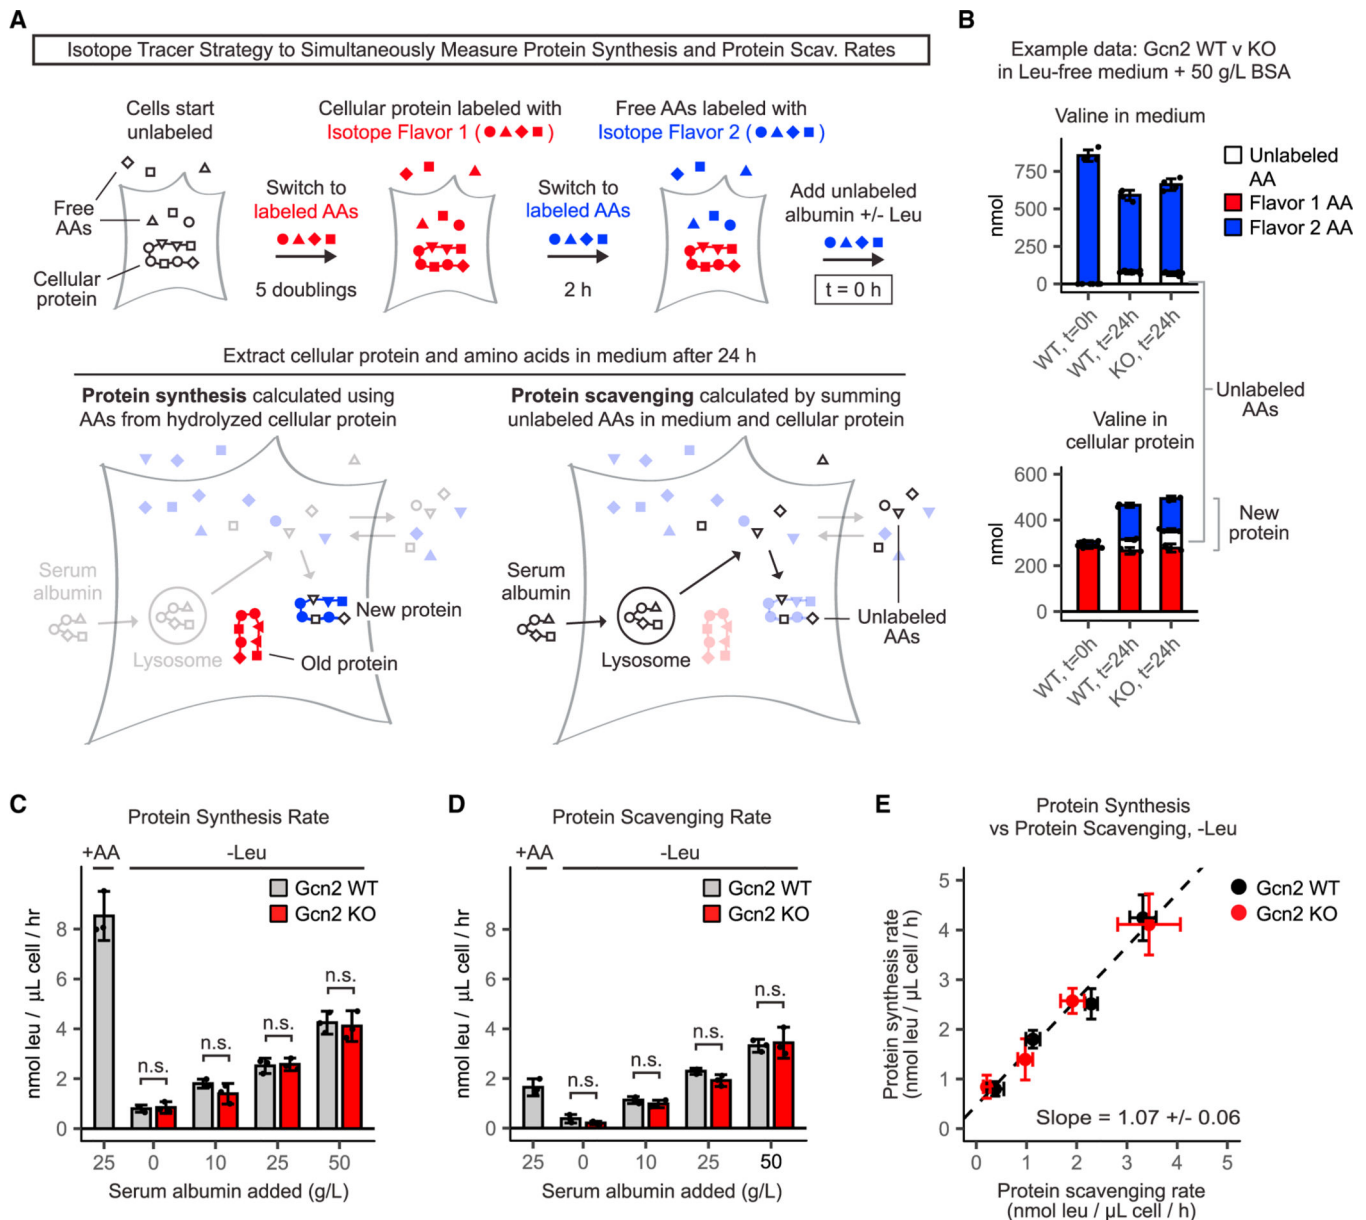 A
Isotope Tracer Strategy to Simultaneously Measure Protein Synthesis and Protein Scav. Rates
Cells start
unlabeled
Free
AAs
Cellular
protein
Switch to
labeled AAs
5 doublings
Cellular protein labeled with
Isotope Flavor 1 ( )
Switch to
labeled AAs
2 h
Free AAs labeled with
Isotope Flavor 2 ( )
Add unlabeled
albumin +/- Leu
t = 0 h
Extract cellular protein and amino acids in medium after 24 h
Protein synthesis calculated using
AAs from hydrolyzed cellular protein
Serum
albumin
Lysosome
New protein
Old protein
Protein scavenging calculated by summing
unlabeled AAs in medium and cellular protein
Serum
albumin
Lysosome
Unlabeled
AAs
B
Example data: Gcn2 WT v KO
in Leu-free medium + 50 g/L BSA
Valine in medium
nmol
750
500
250
0
WT, t=0h
WT, t=24h
KO, t=24h
Unlabeled
AA
Flavor 1 AA
Flavor 2 AA
Unlabeled
AAs
Valine in
cellular protein
nmol
600
400
200
0
WT, t=0h
WT, t=24h
KO, t=24h
New
protein
C
Protein Synthesis Rate
+AA
-Leu
Gcn2 WT
Gcn2 KO
nmol leu / μL cell / hr
8
6
4
2
0
n.s.
n.s.
n.s.
n.s.
25
0
10
25
50
Serum albumin added (g/L)
D
Protein Scavenging Rate
+AA
-Leu
Gcn2 WT
Gcn2 KO
nmol leu / μL cell / hr
8
6
4
2
0
n.s.
n.s.
n.s.
n.s.
25
0
10
25
50
Serum albumin added (g/L)
E
Protein Synthesis
vs Protein Scavenging, -Leu
Gcn2 WT
Gcn2 KO
Protein synthesis rate
(nmol leu / μL cell / h)
5
4
3
2
1
0
Slope = 1.07 +/- 0.06
0
1
2
3
4
5
Protein scavenging rate
(nmol leu / μL cell / h)